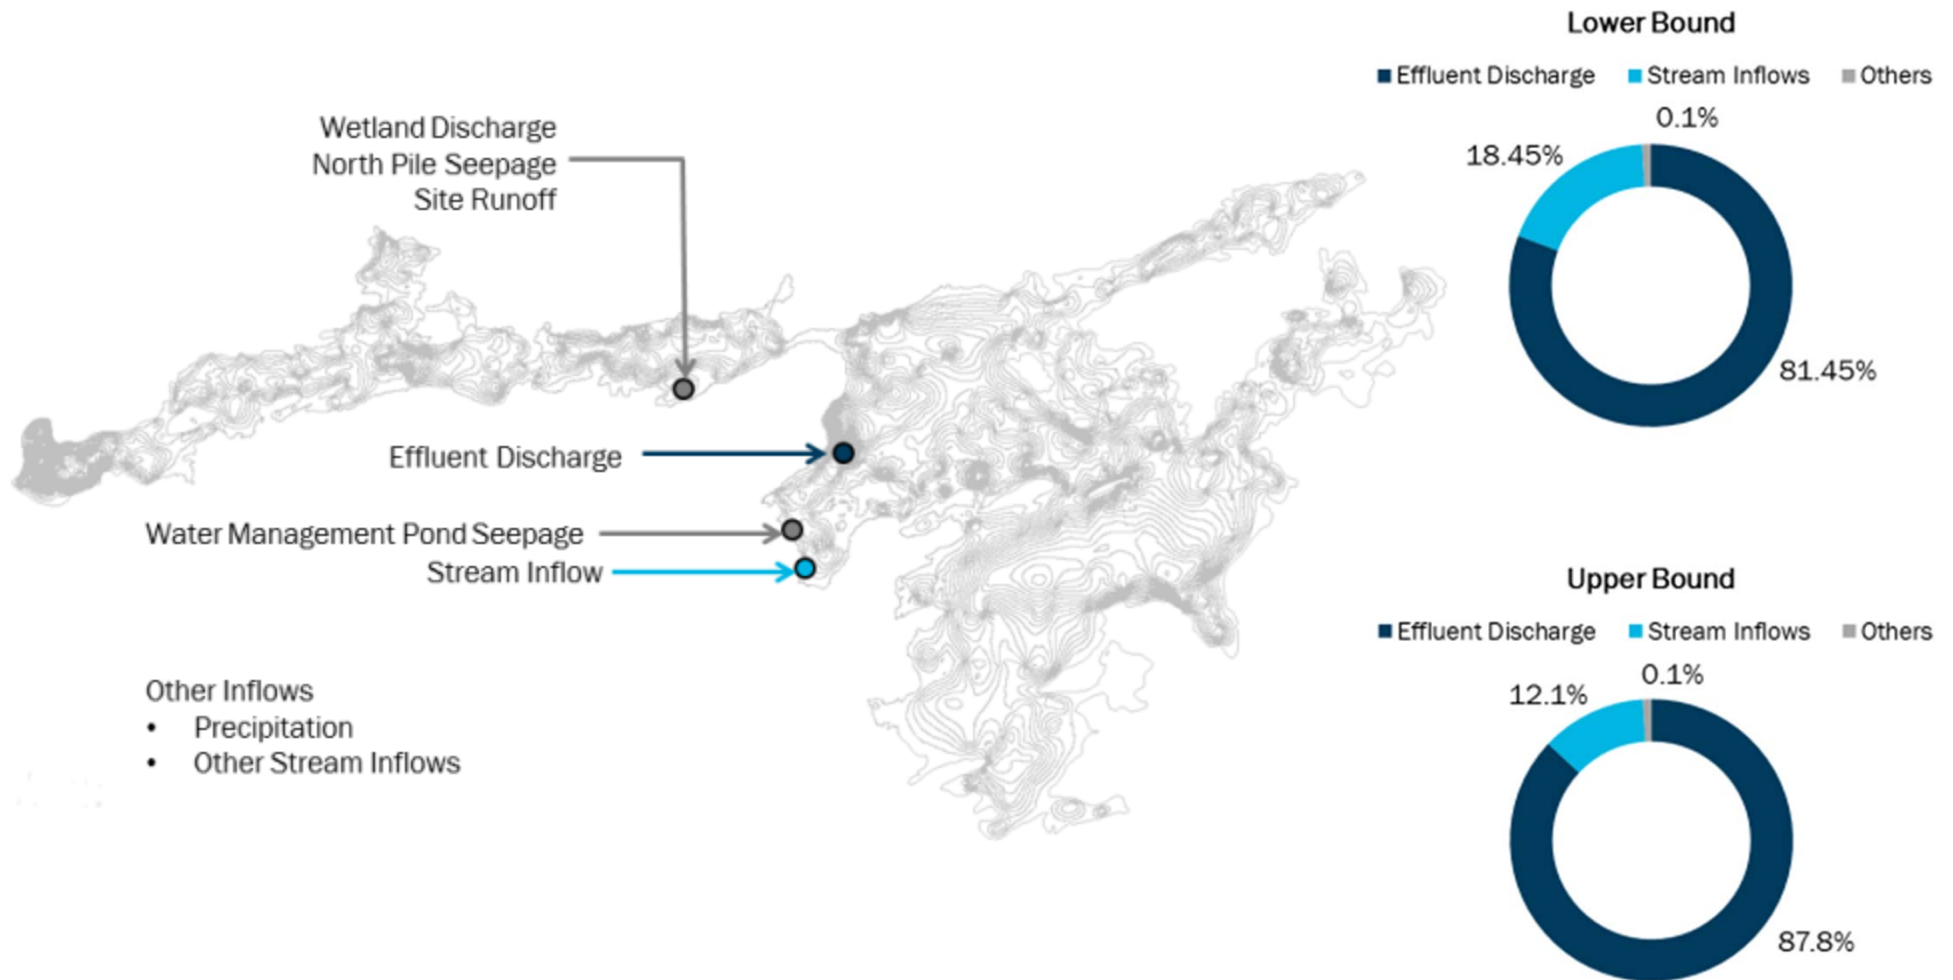 Wetland Discharge
North Pile Seepage
Site Runoff
Effluent Discharge
Water Management Pond Seepage
Stream Inflow
Other Inflows
• Precipitation
• Other Stream Inflows
Lower Bound
Effluent Discharge Stream Inflows Others
0.1%
18.45%
81.45%
Upper Bound
Effluent Discharge Stream Inflows Others
0.1%
12.1%
87.8%